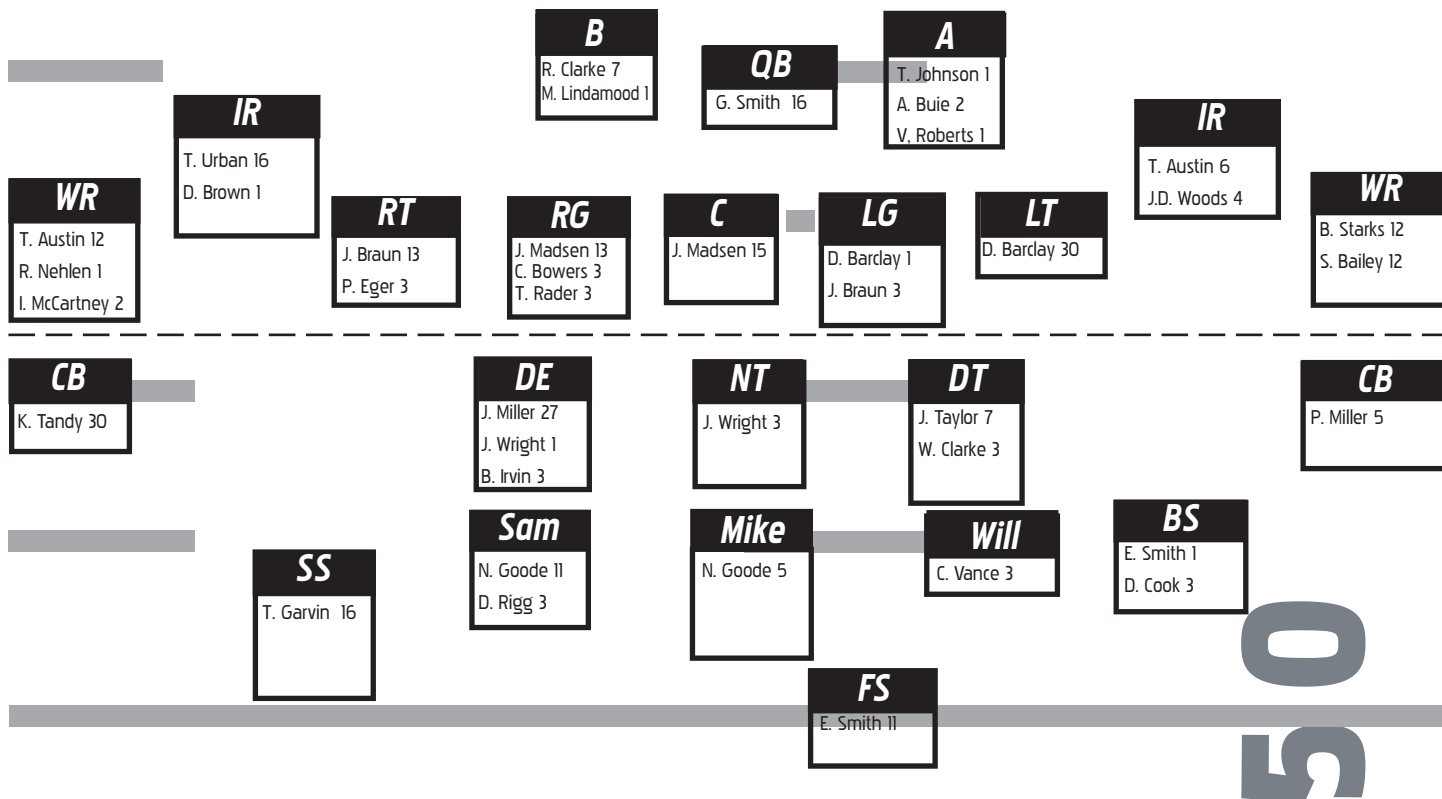 B
R. Clarke 7
M. Lindamood 1
QB
G. Smith 16
A
T. Johnson 1
A. Buie 2
V, Roberts 1
IR
T. Urban 16
D. Brown 1
IR
T. Austin 6
J.D. Woods 4
WR
T. Austin 12
R. Nehlen 1
I. McCartney 2
RT
J. Braun 13
P. Eger 3
RG
J. Madsen 13
C. Bowers 3
T. Rader 3
C
J. Madsen 15
LG
D. Barclay 1
J. Braun 3
LT
D. Barclay 30
WR
B. Starks 12
S. Bailey 12
CB
K. Tandy 30
DE
J. Miller 27
J. Wright 1
B. Irvin 3
NT
J. Wright 3
DT
J. Taylor 7
W. Clarke 3
CB
P. Miller 5
SS
T. Garvin 16
Sam
N. Goode 11
D. Rigg 3
Mike
N. Goode 5
Will
C. Vance 3
BS
E. Smith 1
D. Cook 3
FS
E. Smith 11
50